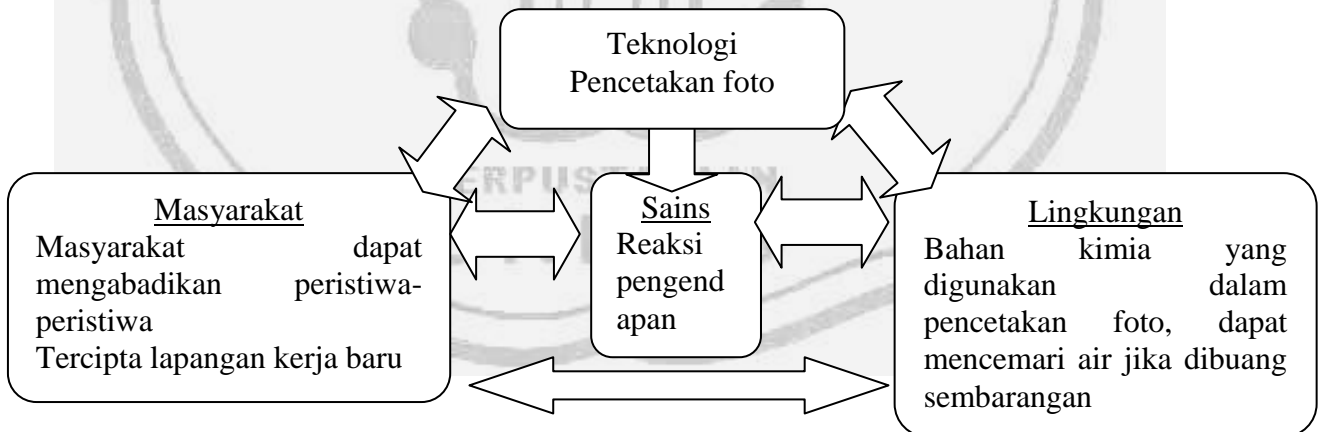 Teknologi
Pencetakan foto
Masyarakat
Masyarakat dapat
mengabadikan peristiwa-
peristiwa
Tercipta lapangan kerja baru
Sains
Reaksi
pengend
apan
Lingkungan
Bahan kimia yang
digunakan dalam
pencetakan foto, dapat
mencemari air jika dibuang
sembarangan